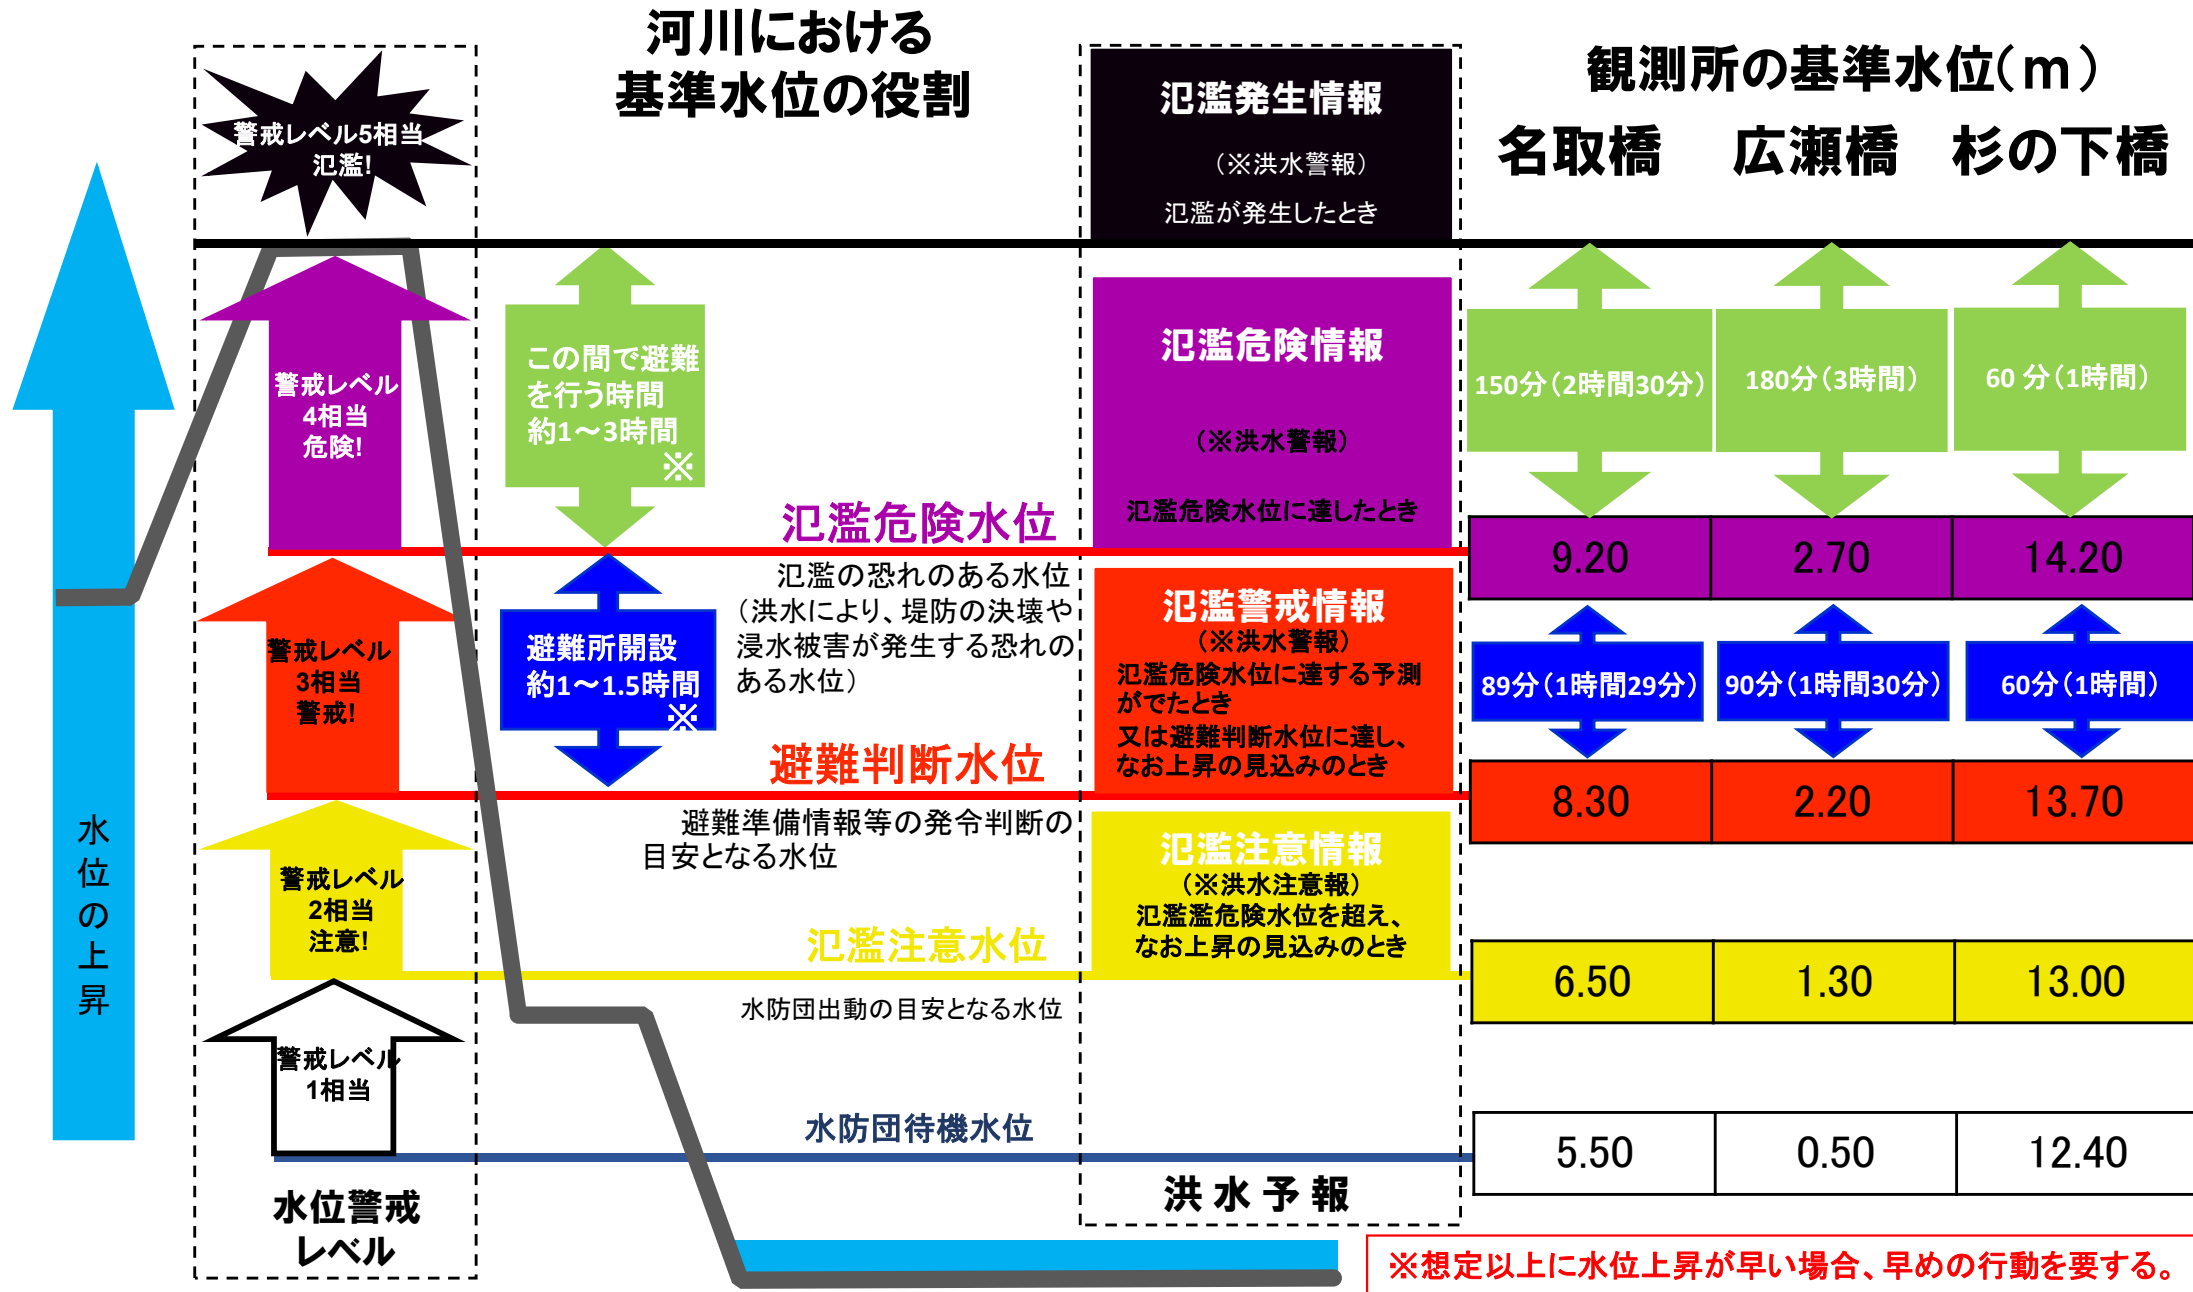 河川における
基準水位の役割
観測所の基準水位(m)
名取橋 広瀬橋 杉の下橋
水位の上昇
警戒レベル5相当
氾濫!
警戒レベル
4相当
危険!
警戒レベル
3相当
警戒!
警戒レベル
2相当
注意!
警戒レベル
1相当
水位警戒
レベル
この間で避難
を行う時間
約1～3時間
※
避難所開設
約1～1.5時間
※
氾濫危険水位
氾濫の恐れのある水位
(洪水により、堤防の決壊や
浸水被害が発生する恐れの
ある水位)
避難判断水位
避難準備情報等の発令判断の
目安となる水位
氾濫注意水位
水防団出動の目安となる水位
水防団待機水位
氾濫発生情報
(※洪水警報)
氾濫が発生したとき
氾濫危険情報
(※洪水警報)
氾濫危険水位に達したとき
氾濫警戒情報
(※洪水警報)
氾濫危険水位に達する予測
がでたとき
又は避難判断水位に達し、
なお上昇の見込みのとき
氾濫注意情報
(※洪水注意報)
氾濫濫危険水位を超え、
なお上昇の見込みのとき
洪水予報
150分(2時間30分) 180分(3時間) 60 分(1時間)
9.20 2.70 14.20
89分(1時間29分) 90分(1時間30分) 60分(1時間)
8.30 2.20 13.70
6.50 1.30 13.00
5.50 0.50 12.40
※想定以上に水位上昇が早い場合、早めの行動を要する。